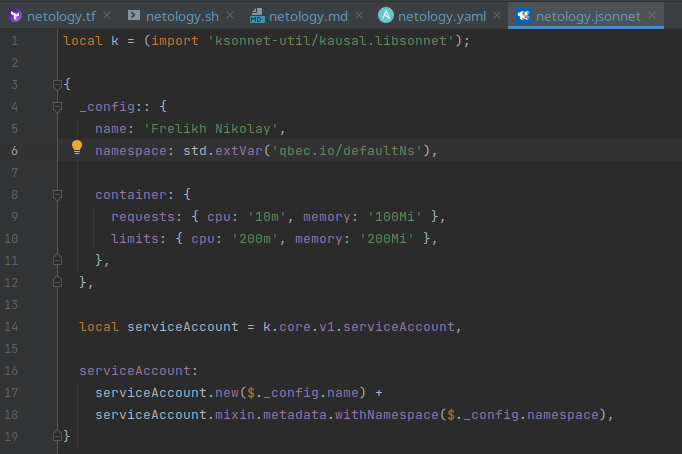 netology.tf netology.sh netology.md netology.yaml netology.jsonnet
1 local k = (import 'ksonnet-util/kausal.libsonnet');
2
3 {
4   _config:: {
5     name: 'Frelikh Nikolay',
6     namespace: std.extVar('qbec.io/defaultNs'),
7
8     container: {
9       requests: { cpu: '10m', memory: '100Mi' },
10       limits: { cpu: '200m', memory: '200Mi' },
11     },
12   },
13
14   local serviceAccount = k.core.v1.serviceAccount,
15
16   serviceAccount:
17     serviceAccount.new($._config.name) +
18     serviceAccount.mixin.metadata.withNamespace($._config.namespace),
19 }